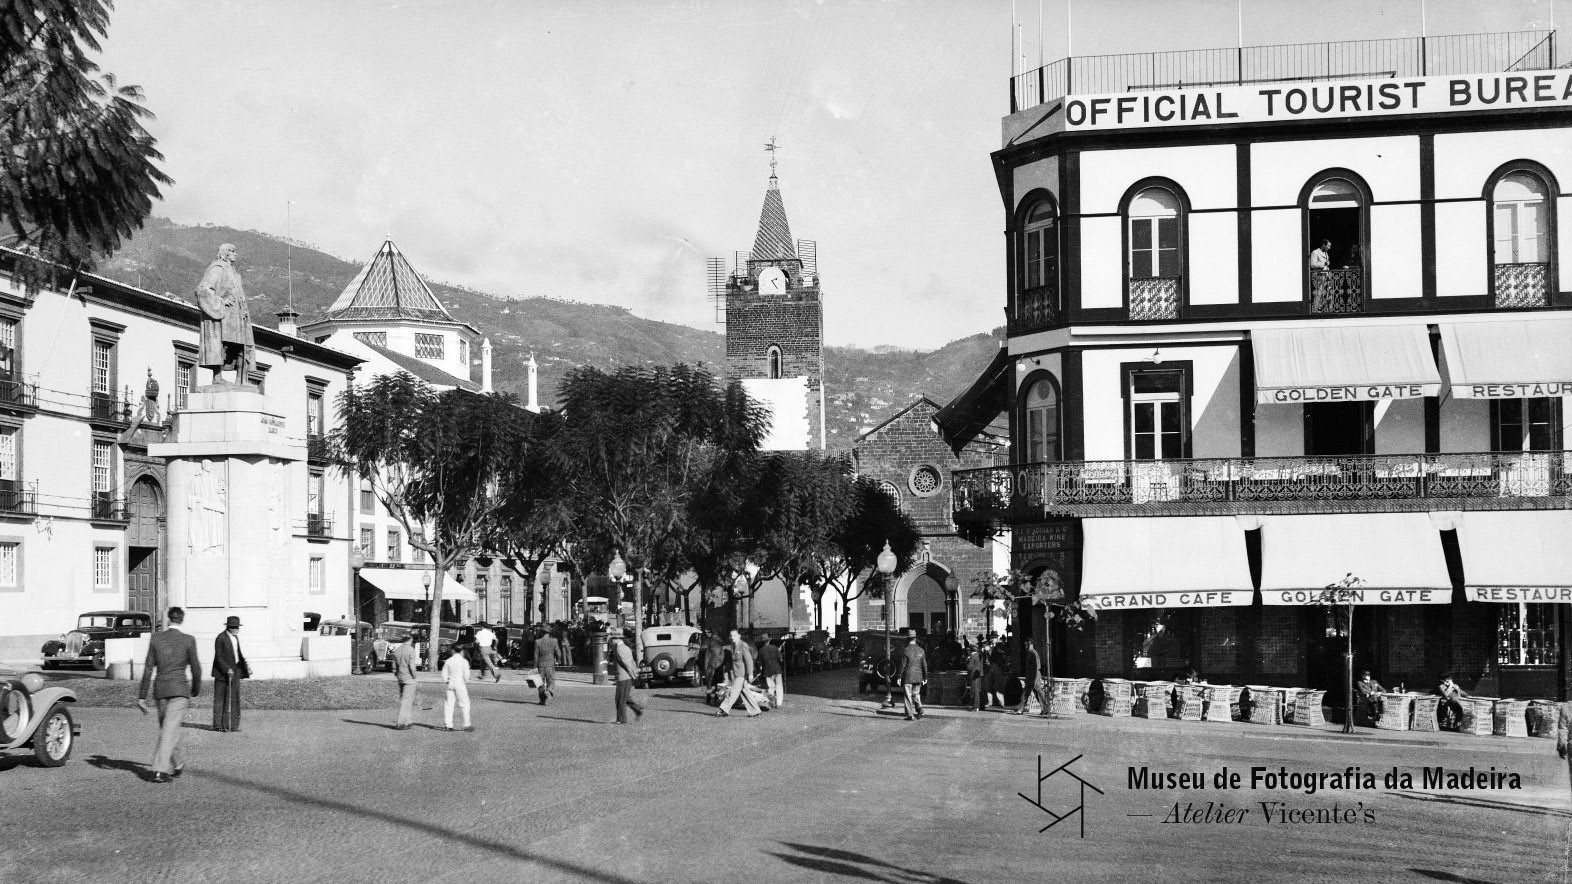 OFFICIAL TOURIST BUREA
GOLDEN GATE
RESTAUR
MADEIRA WINE
EXPORTERS
GRAND CAFE
GOLDEN GATE
RESTAUR
Museu de Fotografia da Madeira
— Atelier Vicente's